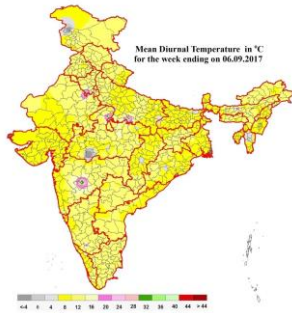 Mean Diurnal Temperature in °C
for the week ending on 06.09.2017
<4 4 8 12 16 20 24 28 32 36 40 44 > 44